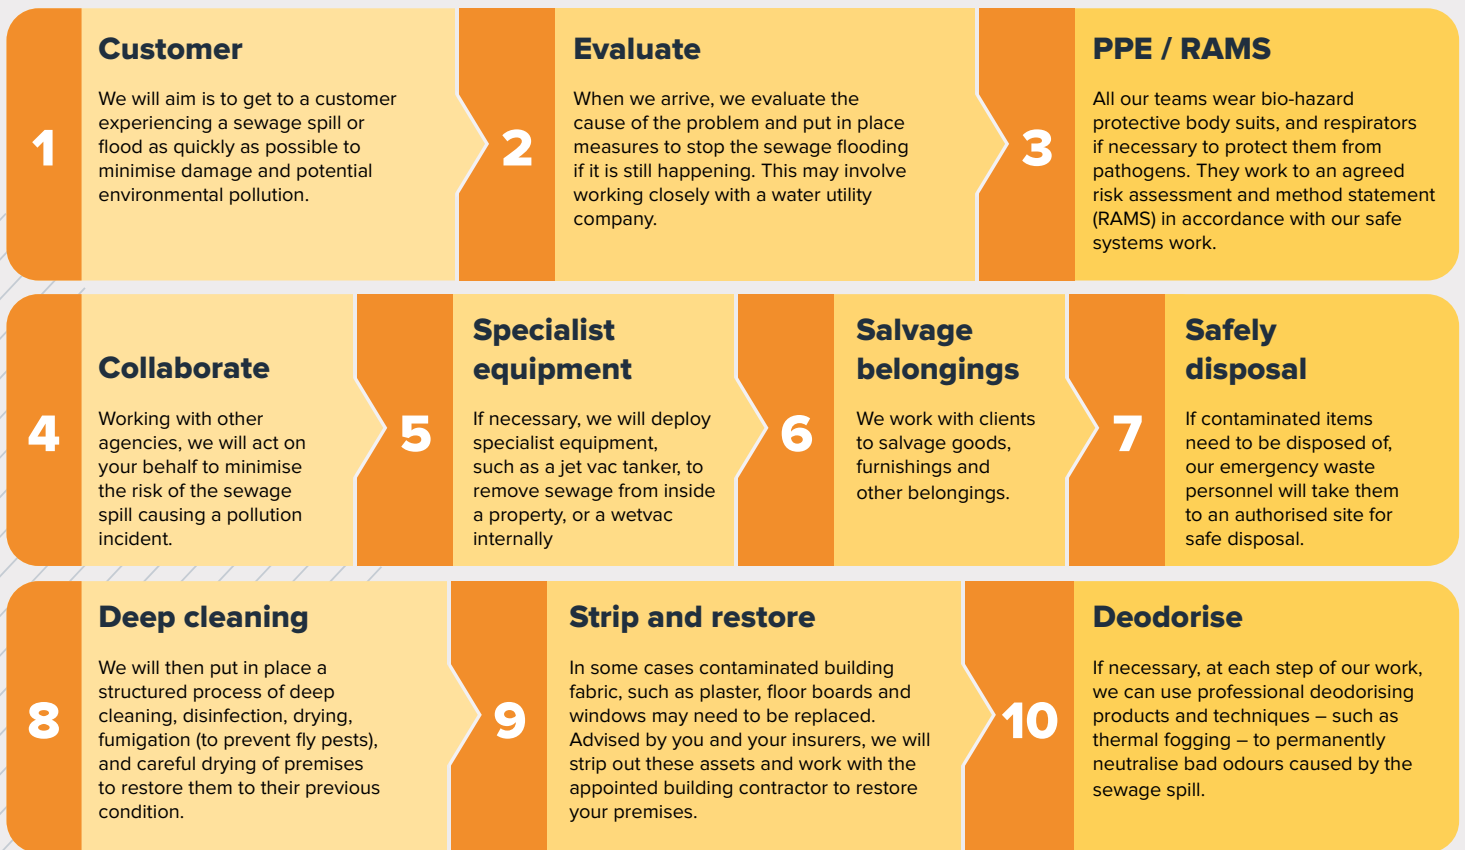 1
Customer
We will aim is to get to a customer
experiencing a sewage spill or
flood as quickly as possible to
minimise damage and potential
environmental pollution.
2
Evaluate
When we arrive, we evaluate the
cause of the problem and put in place
measures to stop the sewage flooding
if it is still happening. This may involve
working closely with a water utility
company.
3
PPE / RAMS
All our teams wear bio-hazard
protective body suits, and respirators
if necessary to protect them from
pathogens. They work to an agreed
risk assessment and method statement
(RAMS) in accordance with our safe
systems work.
4
Collaborate
Working with other
agencies, we will act on
your behalf to minimise
the risk of the sewage
spill causing a pollution
incident.
5
Specialist
equipment
If necessary, we will deploy
specialist equipment,
such as a jet vac tanker, to
remove sewage from inside
a property, or a wetvac
internally
6
Salvage
belongings
We work with clients
to salvage goods,
furnishings and
other belongings.
7
Safely
disposal
If contaminated items
need to be disposed of,
our emergency waste
personnel will take them
to an authorised site for
safe disposal.
8
Deep cleaning
We will then put in place a
structured process of deep
cleaning, disinfection, drying,
fumigation (to prevent fly pests),
and careful drying of premises
to restore them to their previous
condition.
9
Strip and restore
In some cases contaminated building
fabric, such as plaster, floor boards and
windows may need to be replaced.
Advised by you and your insurers, we will
strip out these assets and work with the
appointed building contractor to restore
your premises.
10
Deodorise
If necessary, at each step of our work,
we can use professional deodorising
products and techniques – such as
thermal fogging – to permanently
neutralise bad odours caused by the
sewage spill.